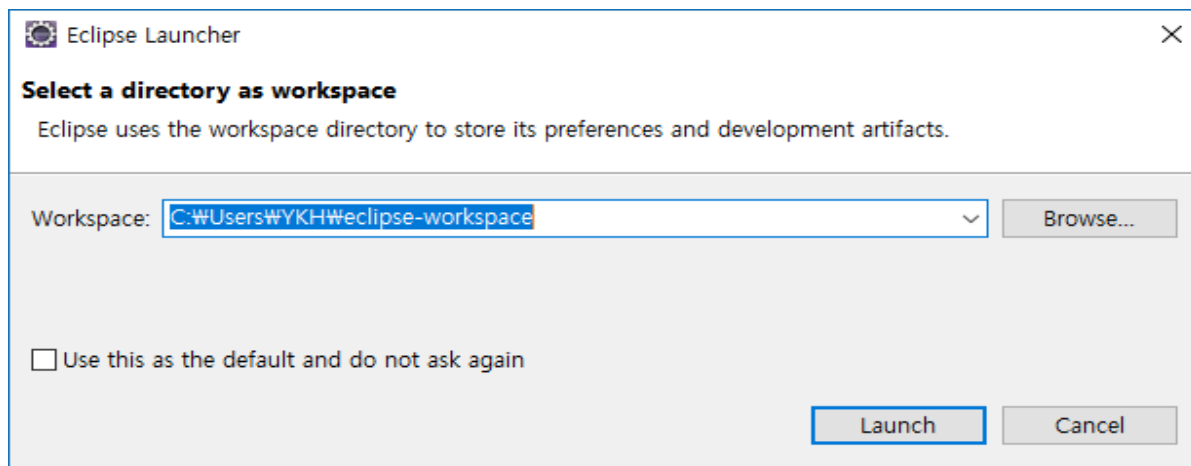 Eclipse Launcher
Select a directory as workspace
Eclipse uses the workspace directory to store its preferences and development artifacts.
Workspace: C:₩Users₩YKH₩eclipse-workspace Browse...
Use this as the default and do not ask again
Launch Cancel